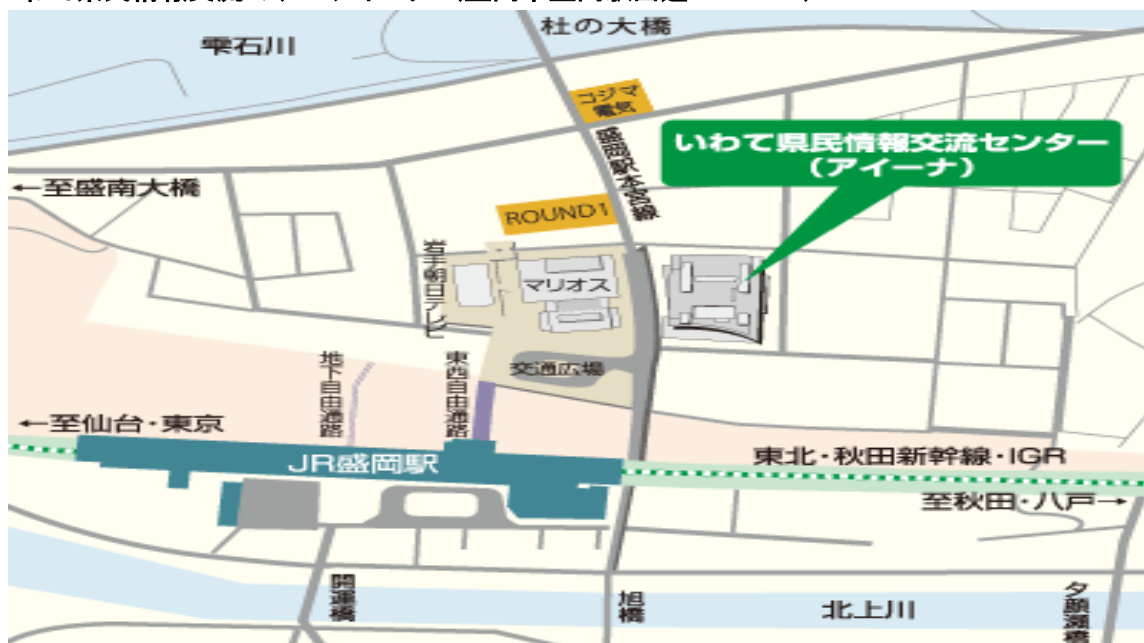 雫石川
杜の大橋
コジマ
電気
盛岡駅本宮線
いわて県民情報交流センター
（アイーナ）
←至盛南大橋
ROUND1
岩手朝日テレビ
マリオス
交通広場
地下自由通路
東西自由通路
←至仙台・東京
JR盛岡駅
東北・秋田新幹線・IGR
至秋田・八戸→
開運橋
旭橋
北上川
夕顔瀬橋